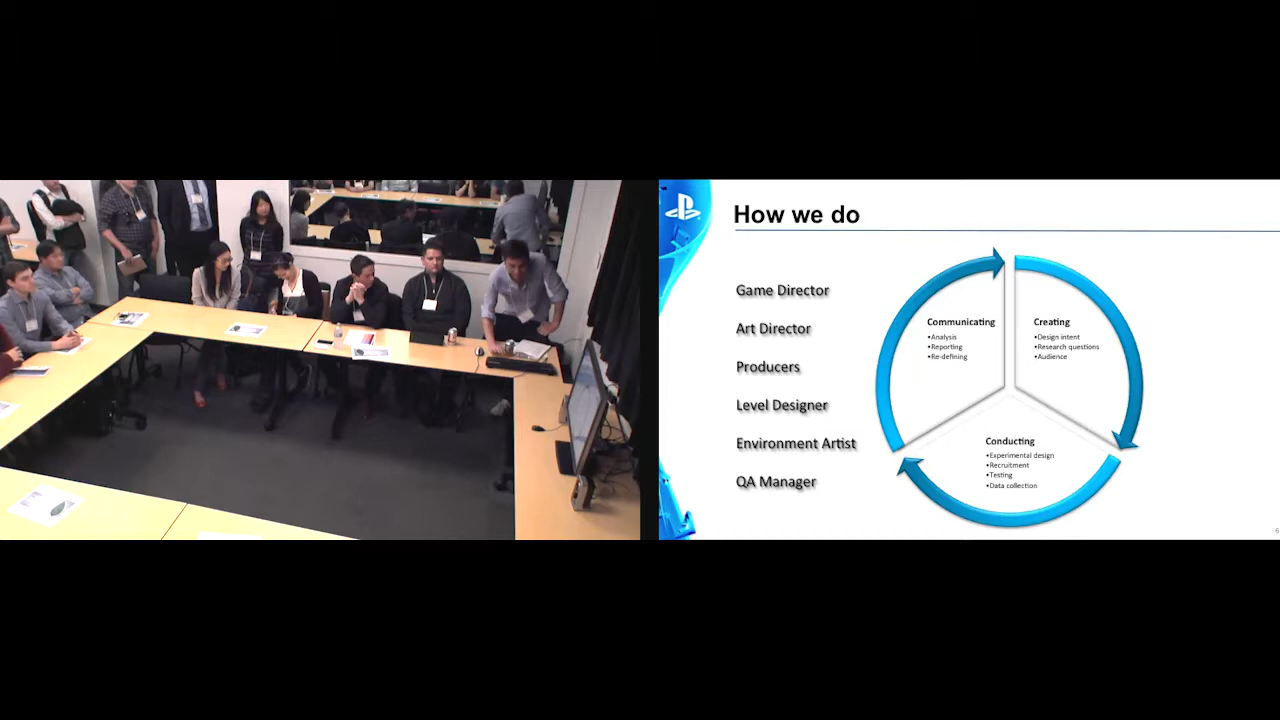 How we do
Game Director
Art Director
Producers
Level Designer
Environment Artist
QA Manager
Communicating
•Analysis
•Reporting
•Re-defining
Creating
•Design intent
•Research questions
•Audience
Conducting
•Experimental design
•Recruitment
•Testing
•Data collection
6